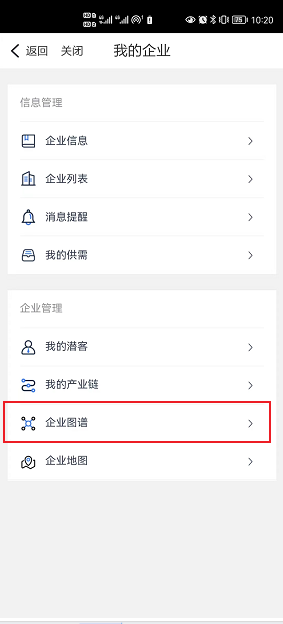 75 10:20
返回 关闭 我的企业
信息管理
企业信息
企业列表
消息提醒
我的供需
企业管理
我的潜客
我的产业链
企业图谱
企业地图